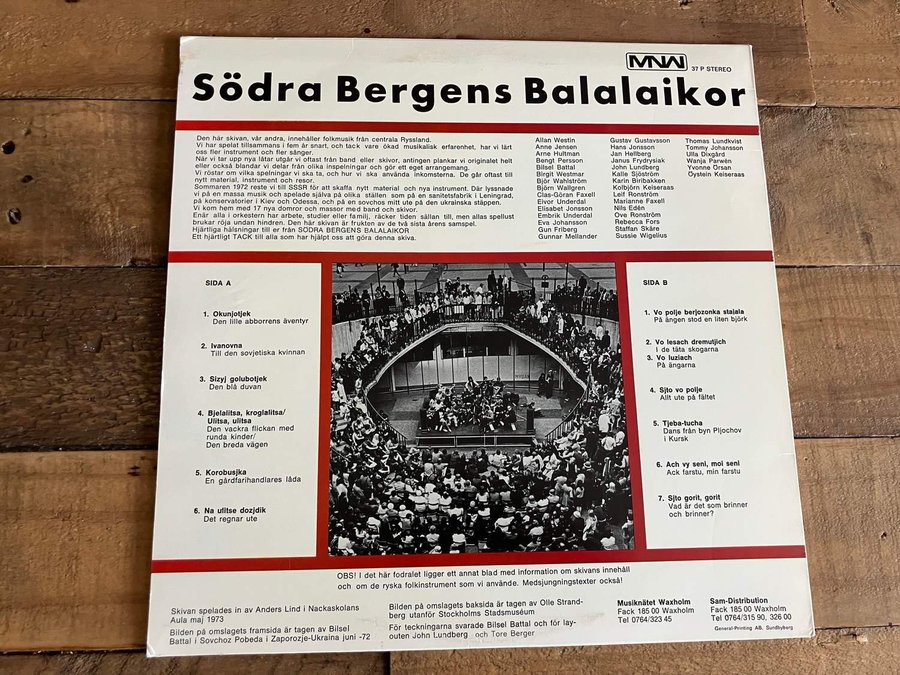 MNW
37 P STEREO
Södra Bergens Balalaikor
Den här skivan, vår andra, innehåller folkmusik från centrala Ryssland.
Vi har spelat tillsammans i fem år snart, och tack vare ökad musikalisk erfarenhet, har vi lärt
oss fler instrument och fler sånger.
När vi tar upp nya låtar utgår vi oftast från band eller skivor, antingen plankar vi originalet helt
eller också blandar vi delar från olika inspelningar och gör ett eget arrangemang.
Vi röstar om vilka spelningar vi ska ta, och hur vi ska använda inkomsterna. De går oftast till
nytt material, instrument och resor.
Sommaren 1972 reste vi till SSSR för att skaffa nytt material och nya instrument. Där lyssnade
vi på en massa musik och spelade själva på olika ställen som på en sanitetsfabrik i Leningrad,
på konservatorier i Kiev och Odessa, och på en sovchos mitt ute på den ukrainska stäppen.
Vi kom hem med 17 nya domror och massor med band och skivor.
Enär alla i orkestern har arbete, studier eller familj, räcker tiden sällan till, men allas spellust
brukar röja undan hindren. Den här skivan är frukten av de två sista årens samspel.
Hjärtliga hälsningar till er från SÖDRA BERGENS BALALAIKOR
Ett hjärtligt TACK till alla som har hjälpt oss att göra denna skiva.
Allan Westin
Anne Jensen
Arne Hultman
Bengt Persson
Bilsel Battal
Birgit Westmar
Björ Wahlström
Björn Wallgren
Clas-Göran Faxell
Eivor Underdal
Elisabet Jonsson
Embrik Underdal
Eva Johansson
Gun Friberg
Gunnar Mellander
Gustav Gustavsson
Hans Jonsson
Jan Hellberg
Janus Frydrysiak
John Lundberg
Kalle Sjöström
Karin Biribakken
Kolbjörn Keiseraas
Leif Ronström
Marianne Faxell
Nils Edén
Ove Ronström
Rebecca Fors
Staffan Skåre
Sussie Wigelius
Thomas Lundkvist
Tommy Johansson
Ulla Dixgård
Wanja Parwén
Yvonne Orsan
Öystein Keiseraas
SIDA A
1. Okunjotjek
Den lille abborrens äventyr
2. Ivanovna
Till den sovjetiska kvinnan
3. Sizyj golubotjek
Den blå duvan
4. Bjelalitsa, kroglalitsa/
Ulitsa, ulitsa
Den vackra flickan med
runda kinder/
Den breda vägen
5. Korobusjka
En gårdfarihandlares låda
6. Na ulitse dozjdik
Det regnar ute
SIDA B
1. Vo polje berjozonka stajala
På ängen stod en liten björk
2. Vo lesach dremutjich
I de täta skogarna
3. Vo luziach
På ängarna
4. Sjto vo polje
Allt ute på fältet
5. Tjeba-tucha
Dans från byn Pljochov
i Kursk
6. Ach vy seni, moi seni
Ack farstu, min farstu
7. Sjto gorit, gorit
Vad är det som brinner
och brinner?
OBS! I det här fodralet ligger ett annat blad med information om skivans innehåll
och om de ryska folkinstrument som vi använde. Medsjungningstexter också!
Skivan spelades in av Anders Lind i Nackaskolans
Aula maj 1973
Bilden på omslagets framsida är tagen av Bilsel
Battal i Sovchoz Pobeda i Zaporozje-Ukraina juni -72
Bilden på omslagets baksida är tagen av Olle Strand-
berg utanför Stockholms Stadsmuséum
För teckningarna svarade Bilsel Battal och för lay-
outen John Lundberg och Tore Berger
Musiknätet Waxholm
Fack 185 00 Waxholm
Tel 0764/323 45
Sam-Distribution
Fack 185 00 Waxholm
Tel 0764/315 90, 326 00
General-Printing AB, Sundbyberg